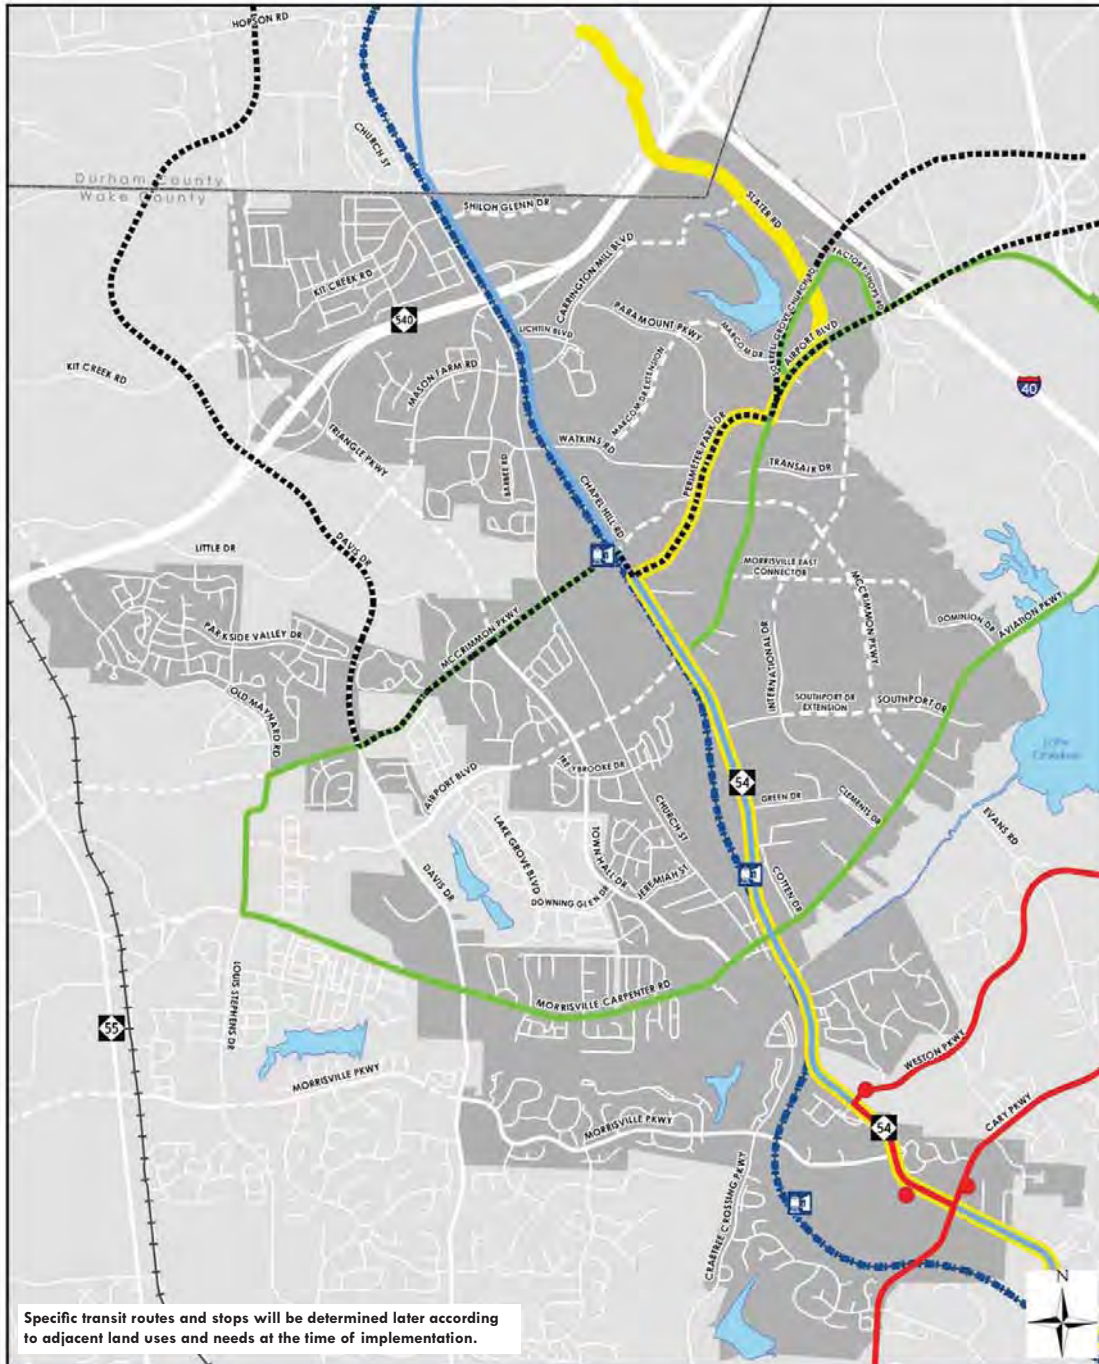 HOPSON RD
CHURCH ST
Durham County
Wake County
SHILOH GLENN DR
SLATER RD
CARRINGTON MILL BLVD
KIT CREEK RD
FACTORY SHOPS RD
540
LICHTIN BLVD
PARAMOUNT PKWY
MARCOM DR
AIRPORT BLVD
KIT CREEK RD
MASON FARM RD
MARCOM DR EXTENSION
40
TRIANGLE PKWY
WATKINS RD
PERIMETER PARK DR
TRANSAIR DR
BARBEE RD
CHAPEL HILL RD
DAVIS DR
LITTLE DR
MORRISVILLE EAST
CONNECTOR
MCCRIMMON PKWY
PARKSIDE VALLEY DR
MCCRIMMON PKWY
DOMINION DR
AVIATION PKWY
INTERNATIONAL DR
OLD MAYNARD RD
SOUTHPORT DR
EXTENSION
SOUTHPORT DR
Lake
Crabtree
AIRPORT BLVD
54
GREEN DR
CLEMENTS DR
EVANS RD
LAKE GROVE BLVD
TOWN HALL DR
CHURCH ST
JEREMIAH ST
DAVIS DR
DOWNING GLEN DR
COTTEN DR
LOUIS STEPHENS DR
MORRISVILLE CARPENTER RD
55
WESTON PKWY
MORRISVILLE PKWY
CARY PKWY
MORRISVILLE PKWY
54
CRABTREE CROSSING PKWY
N
Specific transit routes and stops will be determined later according
to adjacent land uses and needs at the time of implementation.